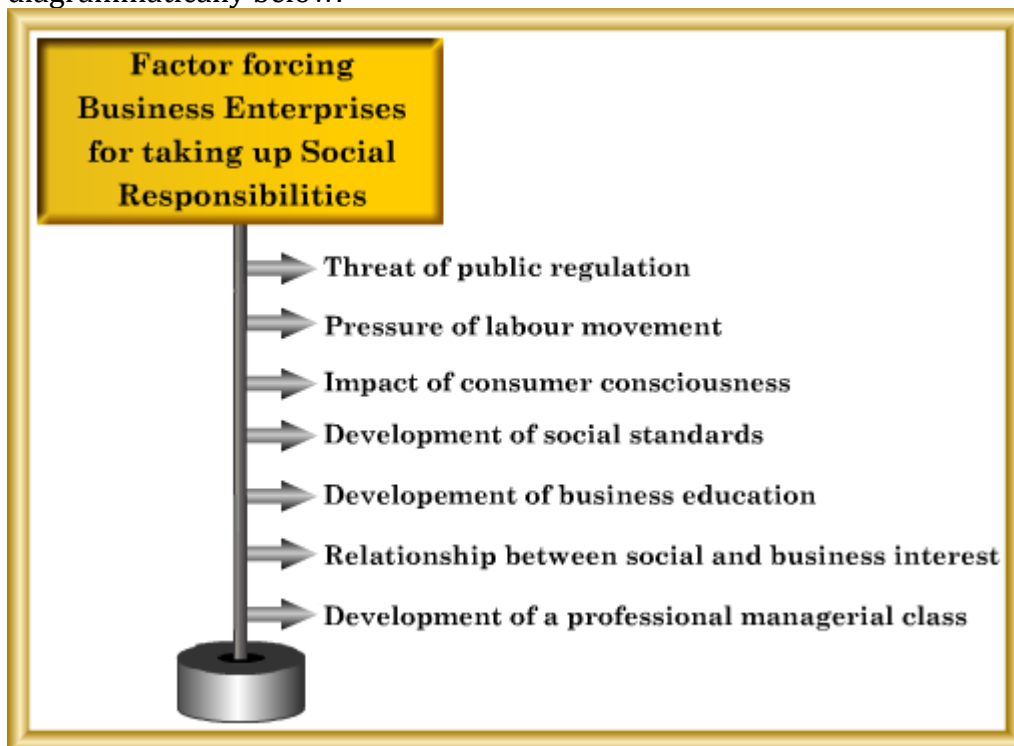 diagrammatically below:
Factor forcing
Business Enterprises
for taking up Social
Responsibilities
Threat of public regulation
Pressure of labour movement
Impact of consumer consciousness
Development of social standards
Developement of business education
Relationship between social and business interest
Development of a professional managerial class